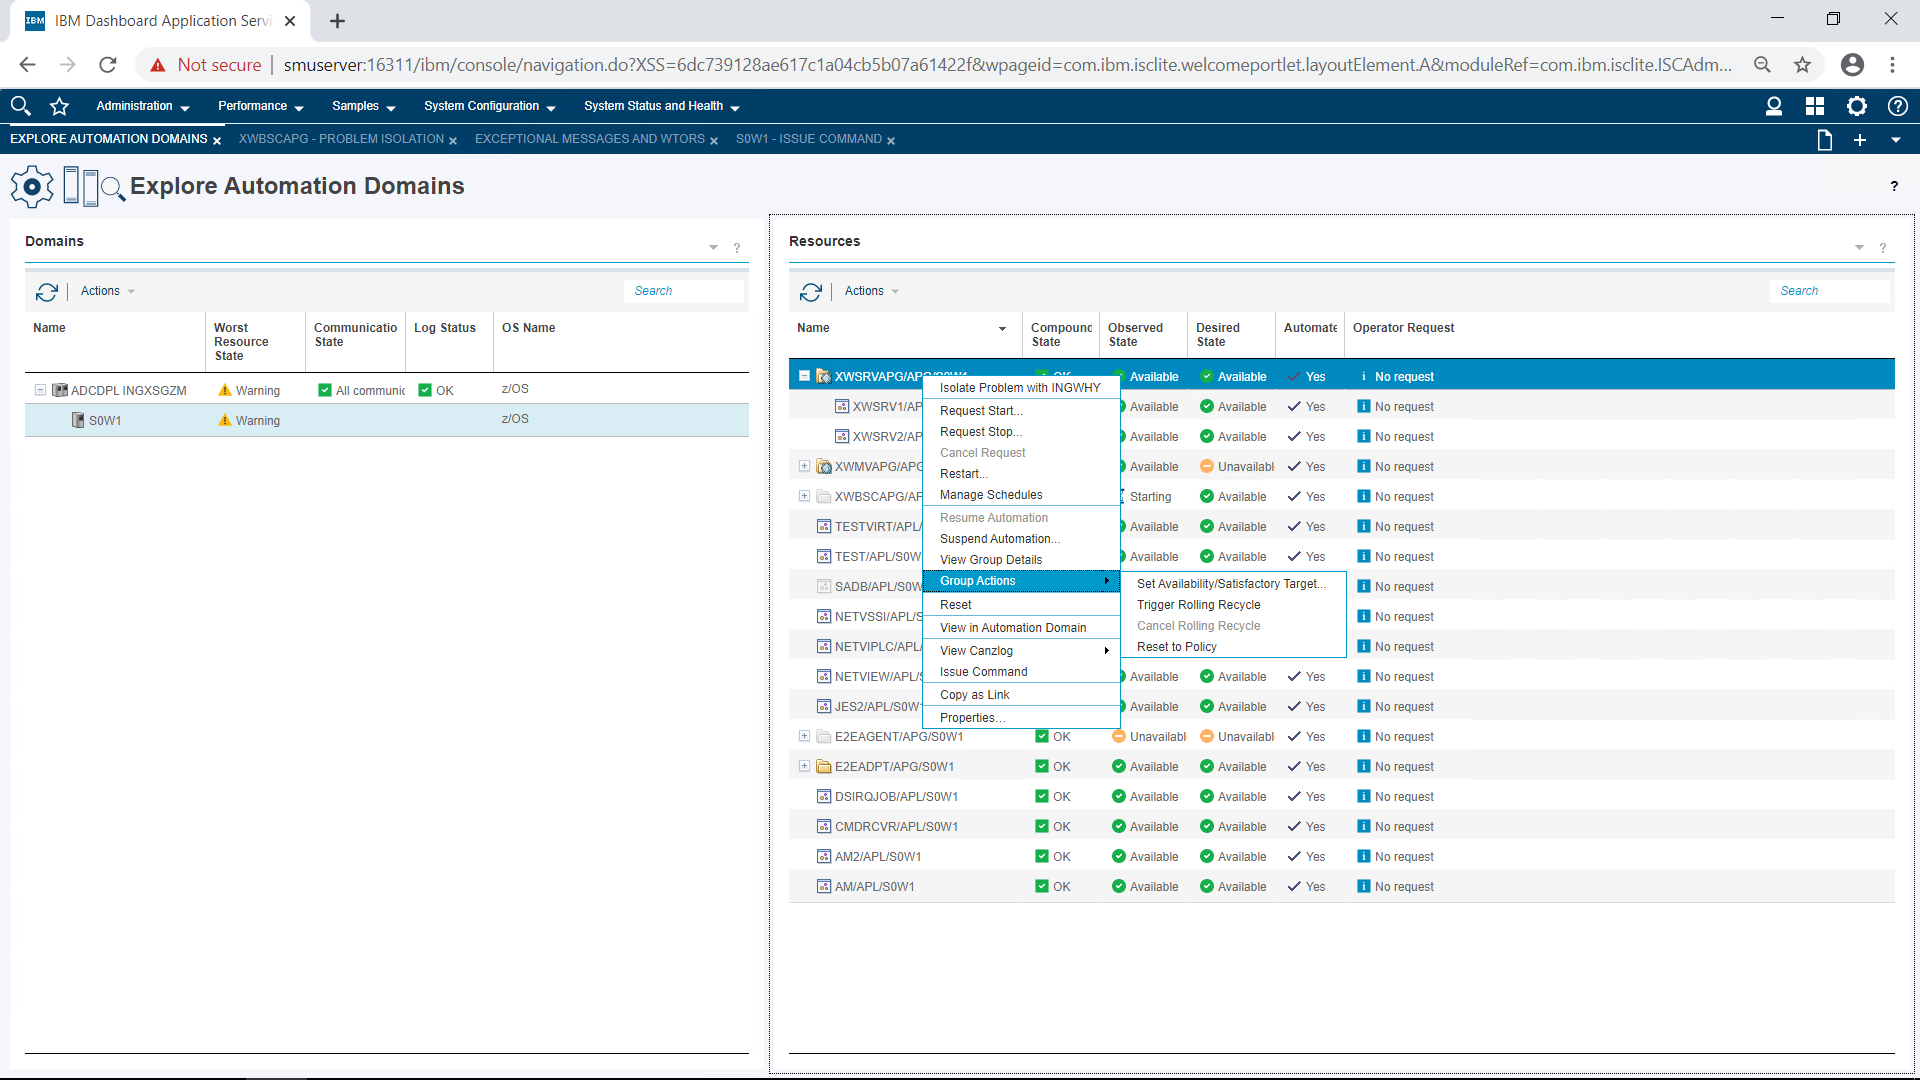 IBM Dashboard Application Servi
Not secure
smuserver:16311/ibm/console/navigation.do?XSS=6dc739128ae617c1a04cb5b07a61422f&wpageid=com.ibm.isclite.welcomeportlet.layoutElement.A&moduleRef=com.ibm.isclite.ISCAdm...
Administration Performance Samples System Configuration System Status and Health
EXPLORE AUTOMATION DOMAINS XWBSCAPG - PROBLEM ISOLATION EXCEPTIONAL MESSAGES AND WTORS S0W1 - ISSUE COMMAND
Explore Automation Domains
?
Domains
?
Actions
Search
Name
Worst Resource State
Communicatio State
Log Status
OS Name
ADCDPL INGXSGZM Warning All communic OK z/OS
S0W1 Warning z/OS
Resources
?
Actions
Search
Name
Compound State
Observed State
Desired State
Automate
Operator Request
XWSRVAPG/APG/S0W1 OK Available Available Yes No request
XWSRV1/AP Available Available Yes No request
XWSRV2/AP Available Available Yes No request
XWMVAPG/APG Available Unavailabl Yes No request
XWBSCAPG/AP Starting Available Yes No request
TESTVIRT/APL/ Available Available Yes No request
TEST/APL/S0W Available Available Yes No request
SADB/APL/S0W No request
NETVSSI/APL/S No request
NETVIPLC/APL/ No request
NETVIEW/APL/S Available Available Yes No request
JES2/APL/S0W Available Available Yes No request
E2EAGENT/APG/S0W1 OK Unavailabl Unavailabl Yes No request
E2EADPT/APG/S0W1 OK Available Available Yes No request
DSIRQJOB/APL/S0W1 OK Available Available Yes No request
CMDRCVR/APL/S0W1 OK Available Available Yes No request
AM2/APL/S0W1 OK Available Available Yes No request
AM/APL/S0W1 OK Available Available Yes No request
Isolate Problem with INGWHY
Request Start...
Request Stop...
Cancel Request
Restart...
Manage Schedules
Resume Automation
Suspend Automation...
View Group Details
Group Actions
Reset
View in Automation Domain
View Canzlog
Issue Command
Copy as Link
Properties...
Set Availability/Satisfactory Target...
Trigger Rolling Recycle
Cancel Rolling Recycle
Reset to Policy